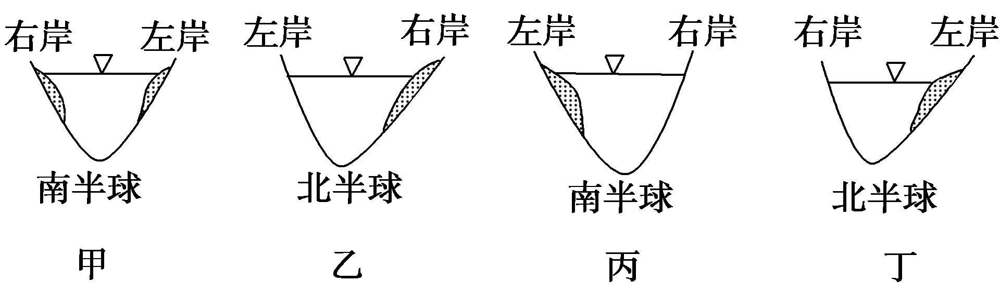 右岸 左岸 左岸 右岸 左岸 右岸 右岸 左岸
南半球 北半球 南半球 北半球
甲 乙 丙 丁